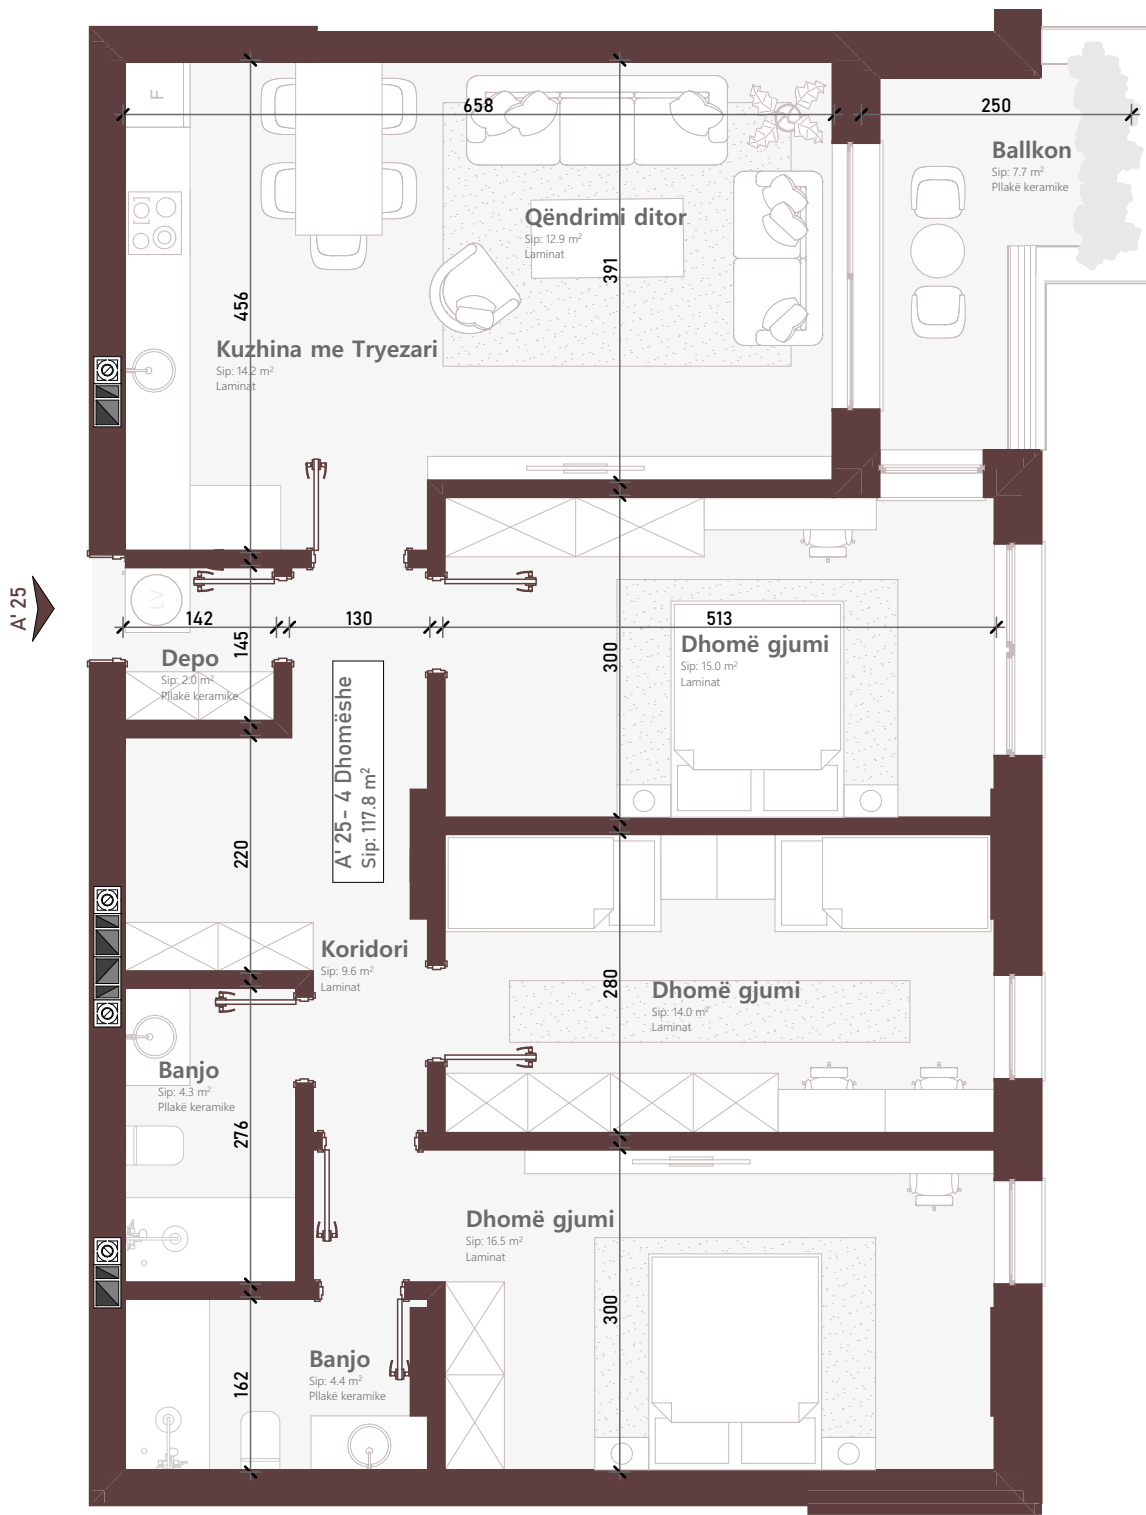 F
658
250
Ballkon
Sip: 7.7 m²
Pllakë keramike
Qëndrimi ditor
Sip: 12.9 m²
Laminat
391
456
Kuzhina me Tryezari
Sip: 14.2 m²
Laminat
A' 25
LV
142
130
513
145
300
Depo
Sip: 2.0 m²
Pllakë keramike
Dhomë gjumi
Sip: 15.0 m²
Laminat
A' 25- 4 Dhomëshe
Sip: 117.8 m²
220
Koridori
Sip: 9.6 m²
Laminat
280
Dhomë gjumi
Sip: 14.0 m²
Laminat
Banjo
Sip: 4.3 m²
Pllakë keramike
276
Dhomë gjumi
Sip: 16.5 m²
Laminat
300
Banjo
Sip: 4.4 m²
Pllakë keramike
162